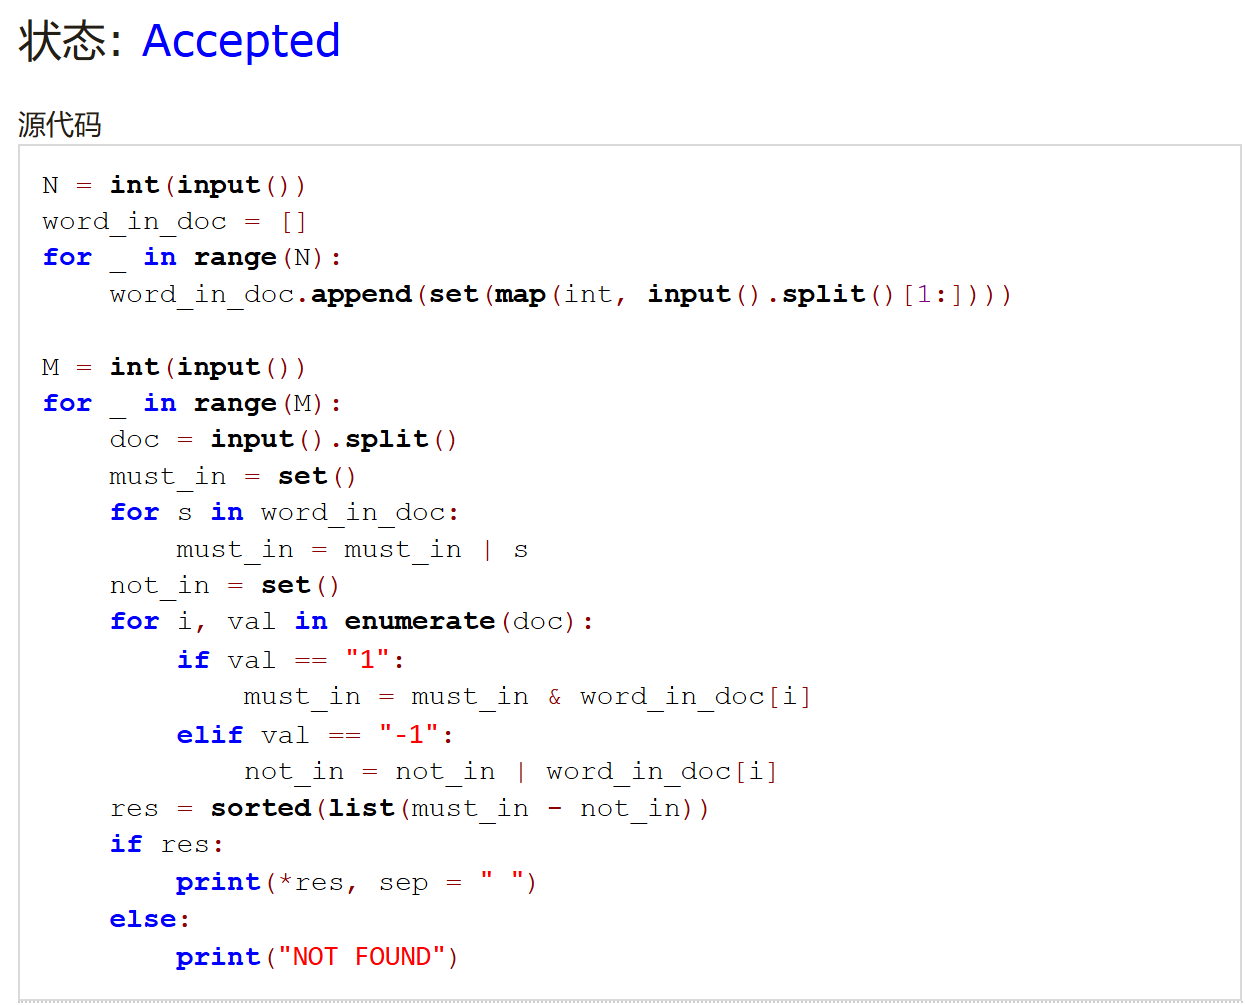 状态: Accepted
源代码
N = int(input())
word_in_doc = []
for _ in range(N):
    word_in_doc.append(set(map(int, input().split()[1:])))

M = int(input())
for _ in range(M):
    doc = input().split()
    must_in = set()
    for s in word_in_doc:
        must_in = must_in | s
    not_in = set()
    for i, val in enumerate(doc):
        if val == "1":
            must_in = must_in & word_in_doc[i]
        elif val == "-1":
            not_in = not_in | word_in_doc[i]
    res = sorted(list(must_in - not_in))
    if res:
        print(*res, sep = " ")
    else:
        print("NOT FOUND")